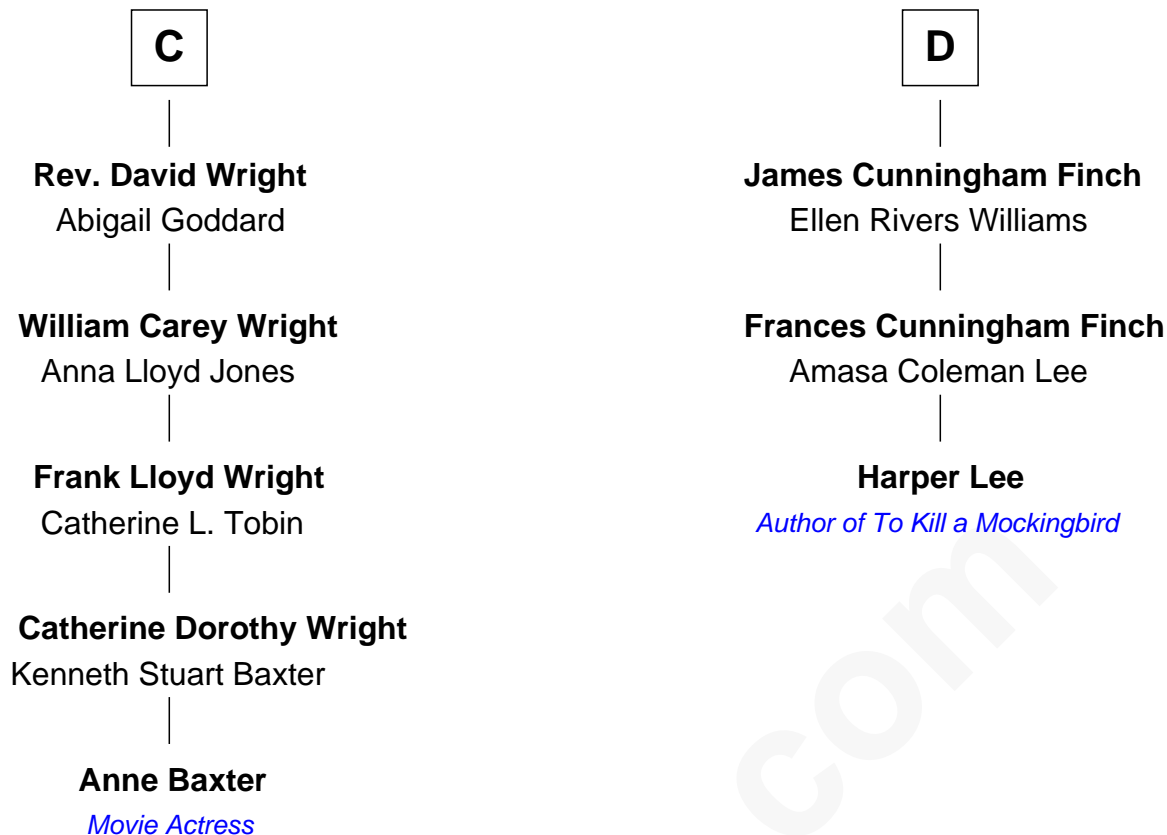 C
Rev. David Wright
Abigail Goddard
William Carey Wright
Anna Lloyd Jones
Frank Lloyd Wright
Catherine L. Tobin
Catherine Dorothy Wright
Kenneth Stuart Baxter
Anne Baxter
Movie Actress
D
James Cunningham Finch
Ellen Rivers Williams
Frances Cunningham Finch
Amasa Coleman Lee
Harper Lee
Author of To Kill a Mockingbird
com